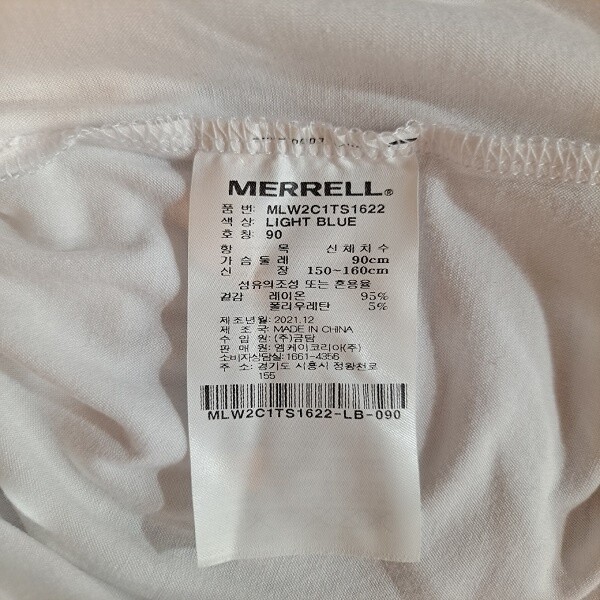 MERRELL®
품 번: MLW2C1TS1622
색 상: LIGHT BLUE
호 칭: 90
항 목 신체치수
가슴둘레 90cm
신 장 150~160cm
섬유의조성 또는 혼용율
겉감 레이온 95%
폴리우레탄 5%
제조년월: 2021.12
제 조 국: MADE IN CHINA
수 입 원: (주)금담
판 매 원: 엠케이코리아(주)
소비자상담실: 1661-4356
주 소: 경기도 시흥시 정왕천로
155
MLW2C1TS1622-LB-090